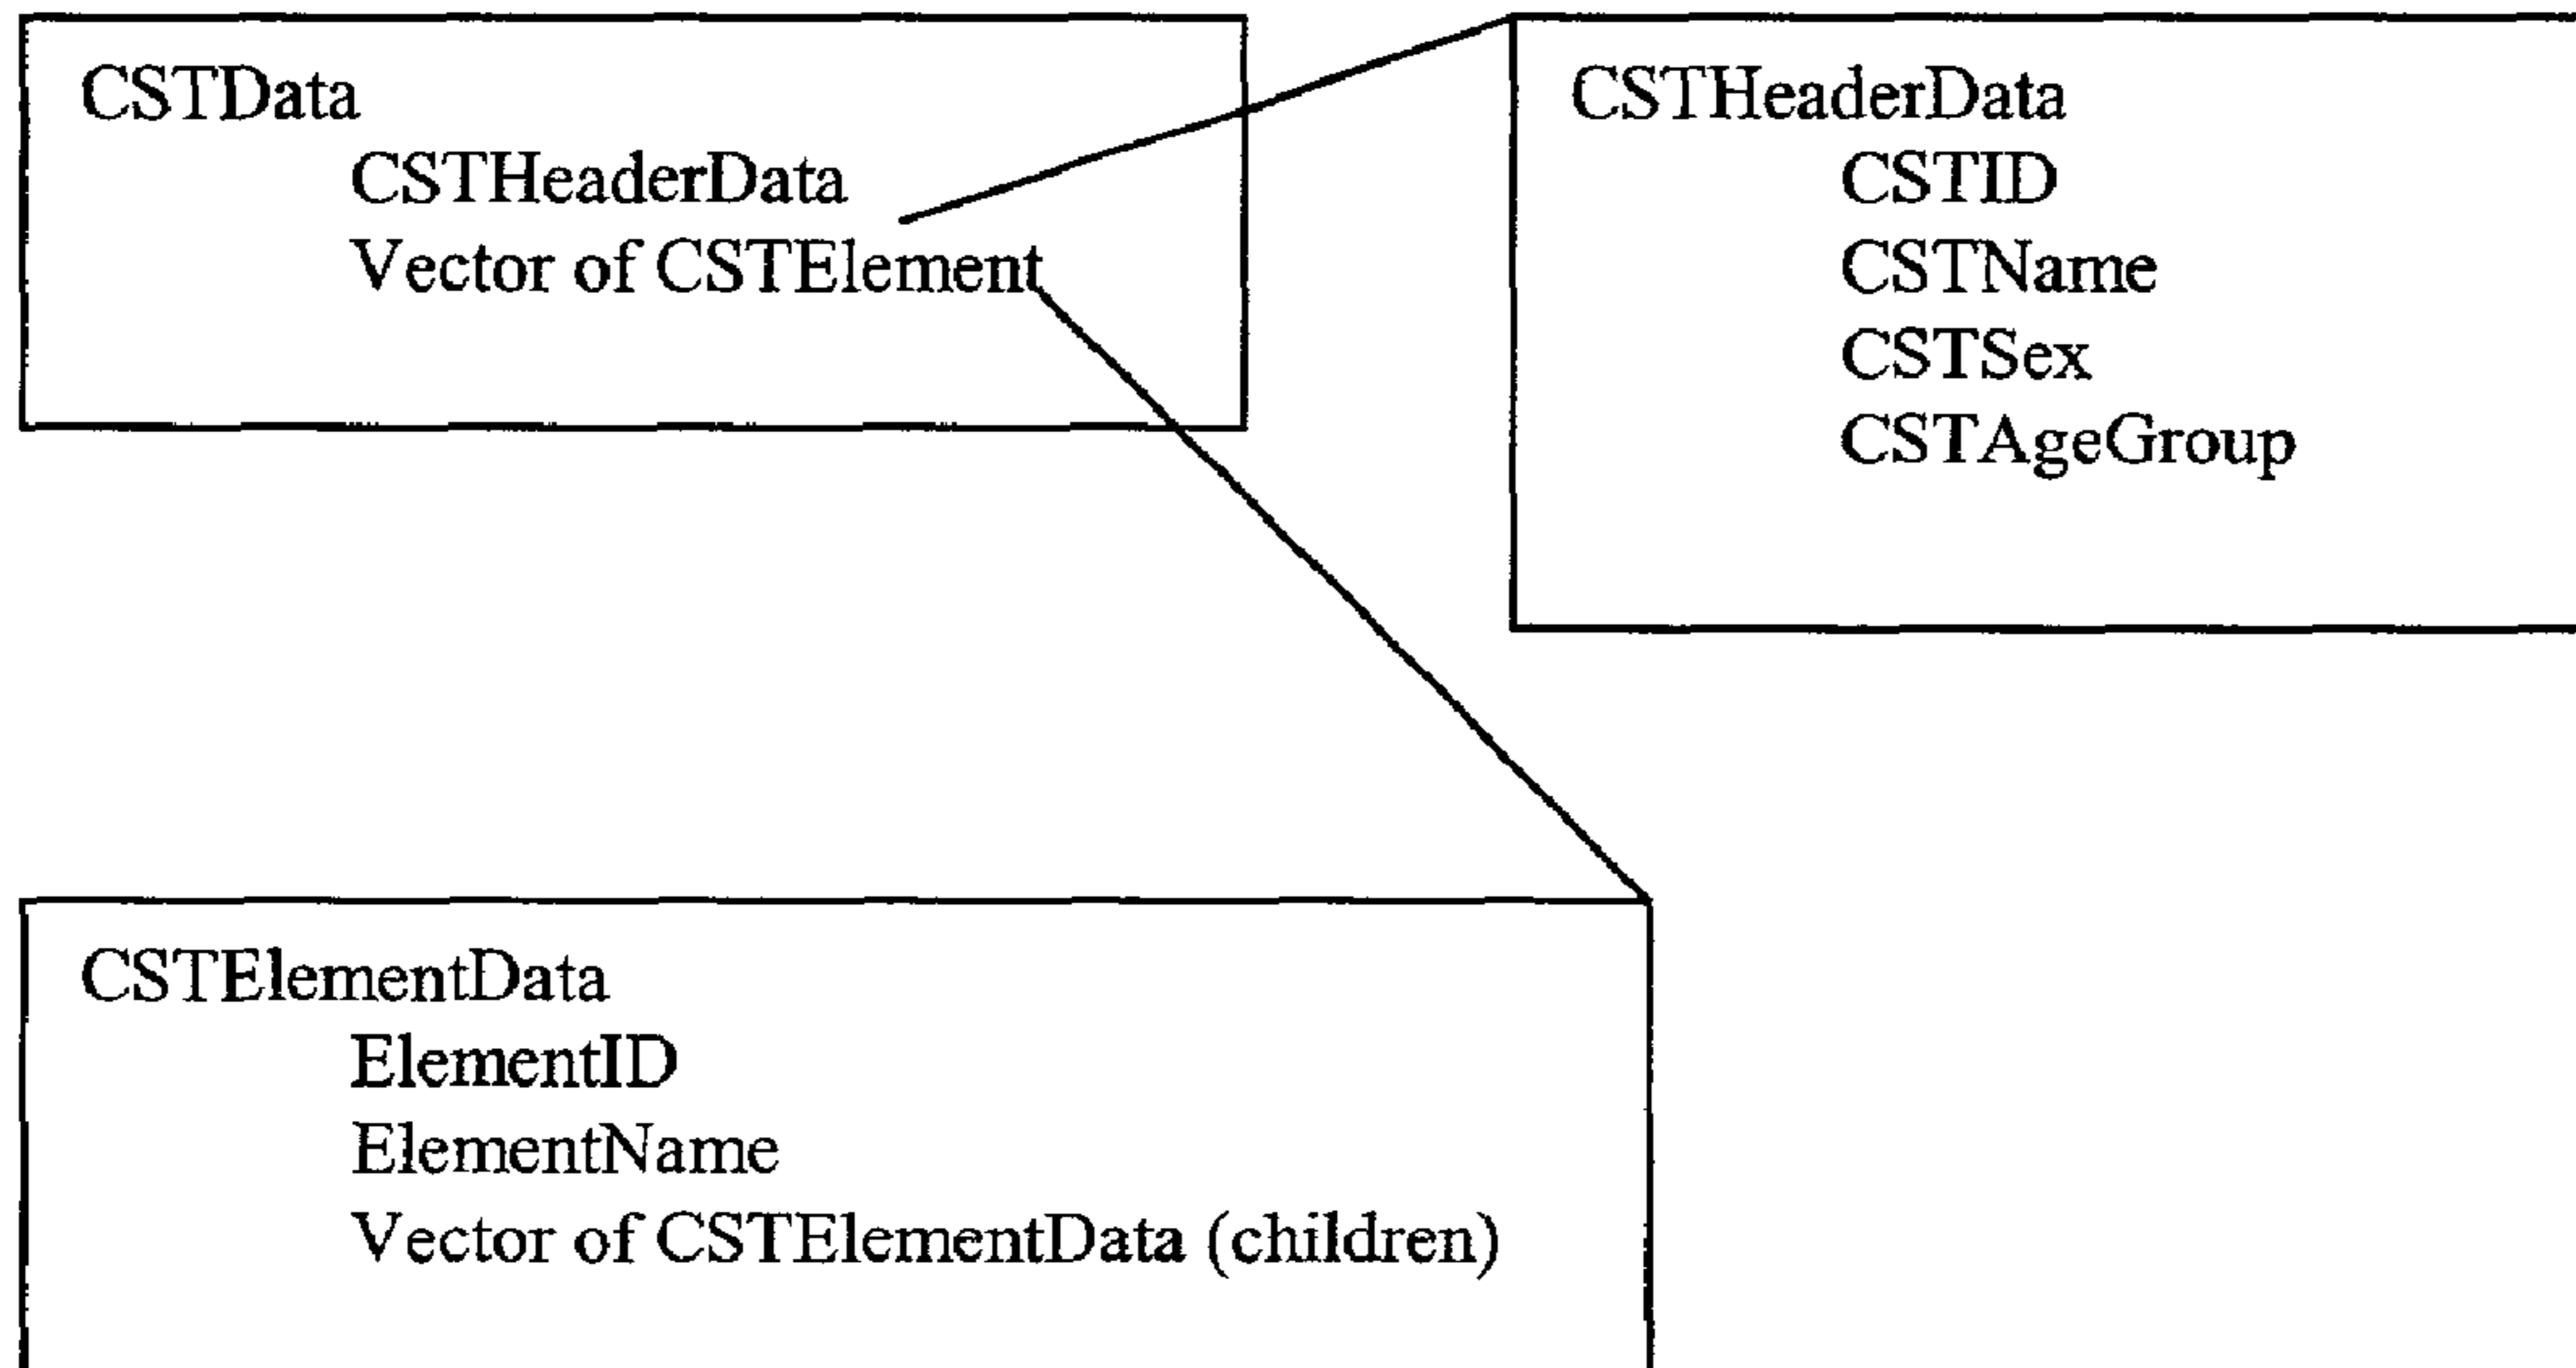 CSTData
CSTHeaderData
Vector of CSTElement
CSTHeaderData
CSTID
CSTName
CSTSex
CSTAgeGroup
CSTElementData
ElementID
ElementName
Vector of CSTElementData (children)